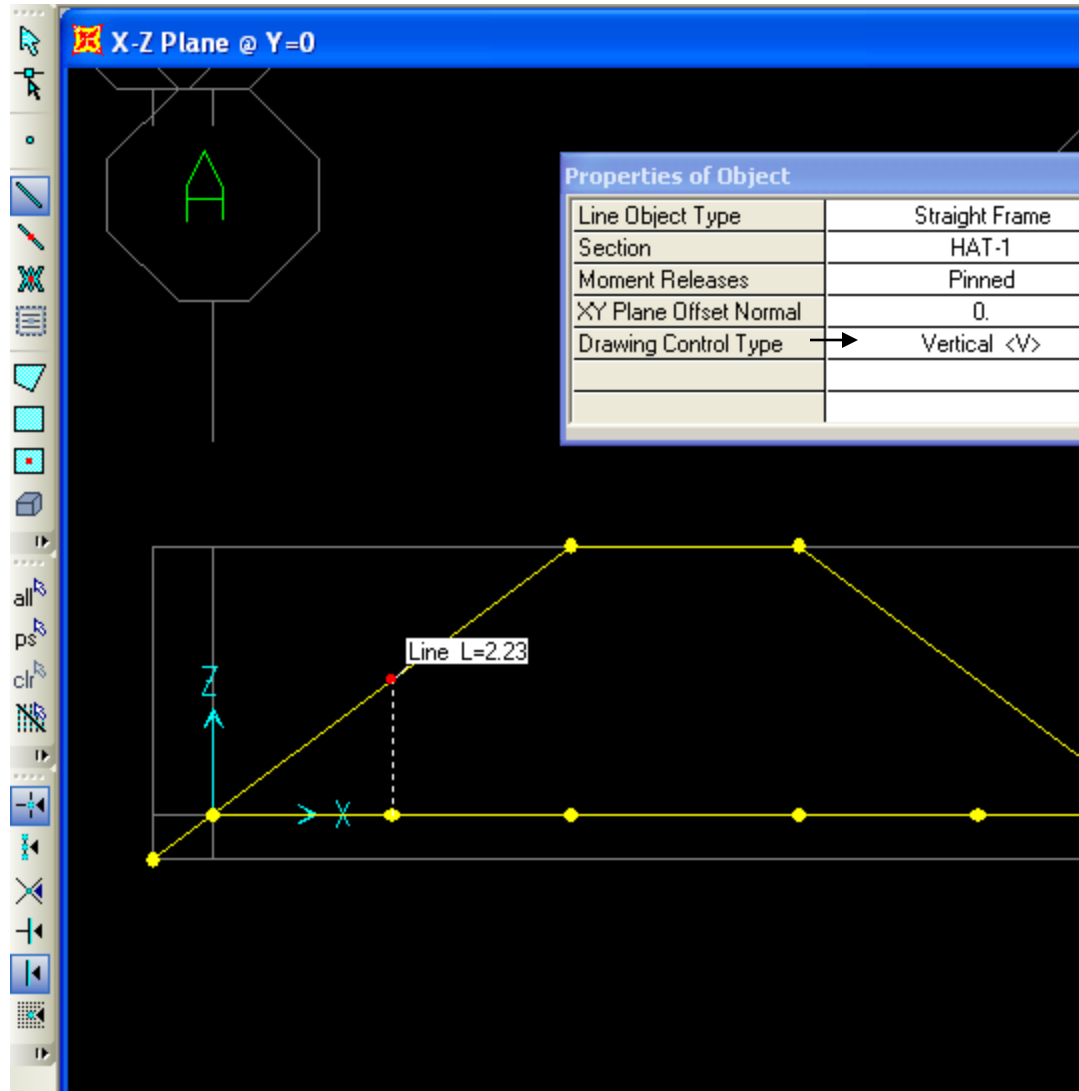 X-Z Plane @ Y=0
A
Properties of Object
Line Object Type Straight Frame
Section HAT-1
Moment Releases Pinned
XY Plane Offset Normal 0.
Drawing Control Type Vertical <V>
all
ps
clr
Line L=2.23
Z
X